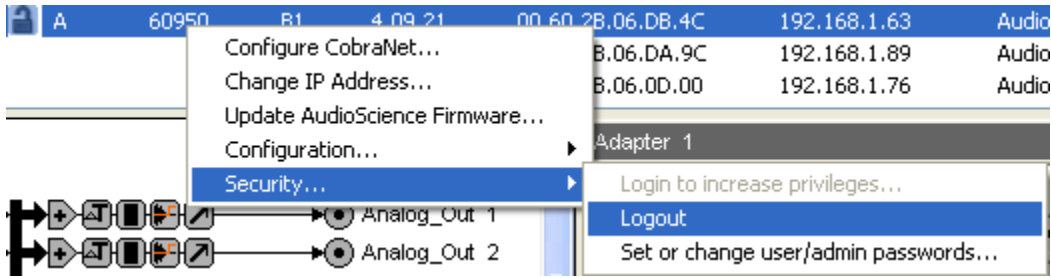 A 60950 B1 4.09.21 00.60.2B.06.DB.4C 192.168.1.63 Audio
B.06.DA.9C 192.168.1.89 Audio
B.06.0D.00 192.168.1.76 Audio
Configure CobraNet...
Change IP Address...
Update AudioScience Firmware...
Configuration...
Security...
Adapter 1
Login to increase privileges...
Logout
Set or change user/admin passwords...
Analog_Out 1
Analog_Out 2